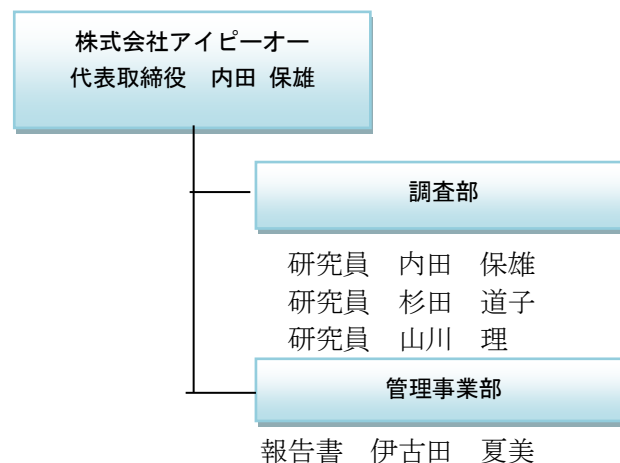 株式会社アイピーオー
代表取締役　内田 保雄
調査部
研究員　内田　保雄
研究員　杉田　道子
研究員　山川　理
管理事業部
報告書　伊古田　夏美